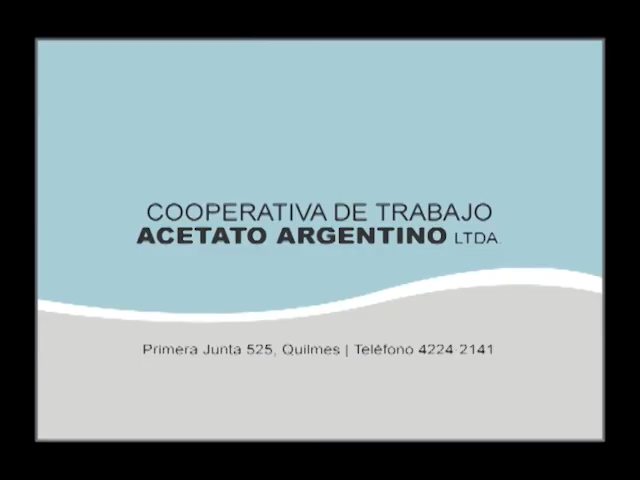 COOPERATIVA DE TRABAJO
ACETATO ARGENTINO LTDA.
Primera Junta 525, Quilmes | Teléfono 4224-2141